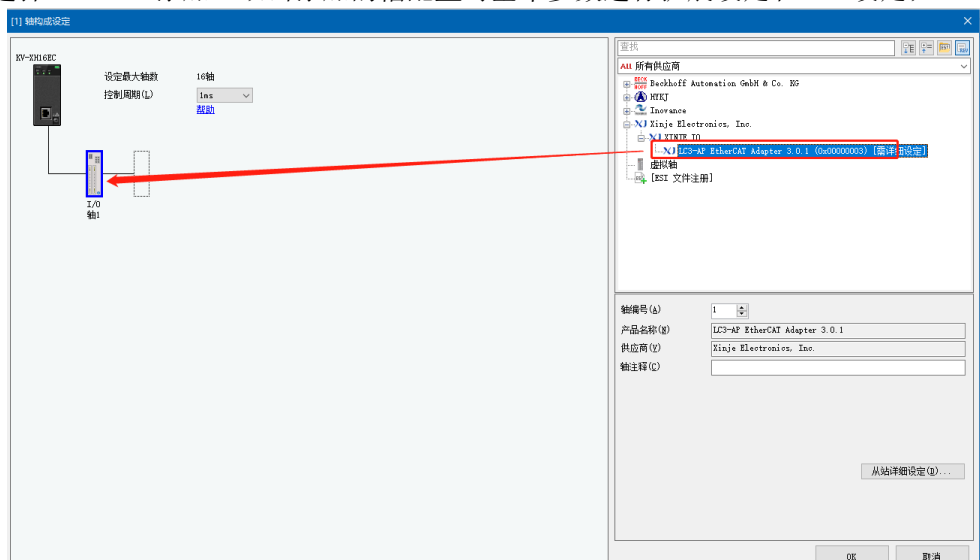 [1] 轴构成设定
KV-XH16EC
设定最大轴数 16轴
控制周期(L) 1ms
帮助
I/O
轴1
查找
All 所有供应商
Beckhoff Automation GmbH & Co. KG
HYKJ
Inovance
Xinje Electronics, Inc.
XINJE_IO
LC3-AP EtherCAT Adapter 3.0.1 (0x00000003) [需详细设定]
虚拟轴
[ESI 文件注册]
轴编号(A) 1
产品名称(N) LC3-AP EtherCAT Adapter 3.0.1
供应商(V) Xinje Electronics, Inc.
轴注释(C)
从站详细设定(D)...
OK 取消